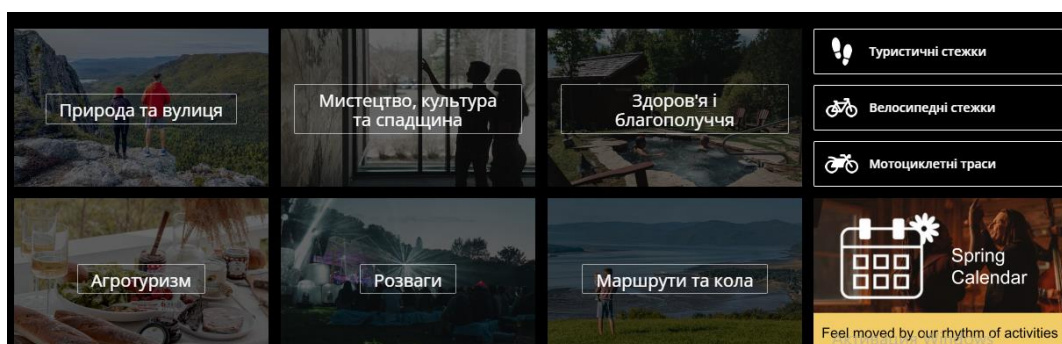 Природа та вулиця
Мистецтво, культура
та спадщина
Здоров'я і
благополуччя
Туристичні стежки
Велосипедні стежки
Мотоциклетні траси
Агротуризм
Розваги
Маршрути та кола
Spring
Calendar
Feel moved by our rhythm of activities